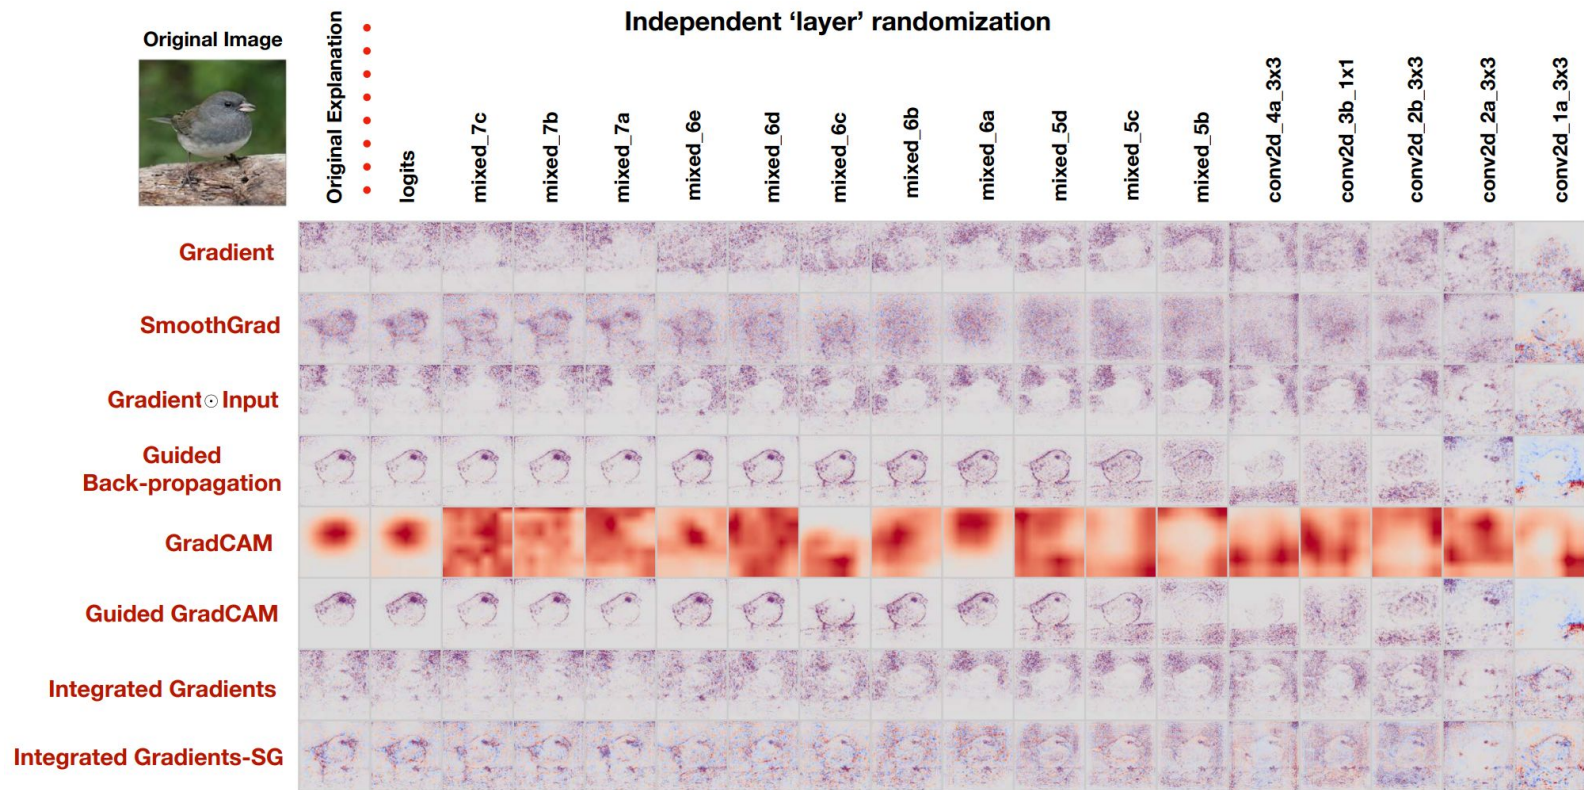 Independent ‘layer’ randomization
Original Image
Original Explanation
logits
mixed_7c
mixed_7b
mixed_7a
mixed_6e
mixed_6d
mixed_6c
mixed_6b
mixed_6a
mixed_5d
mixed_5c
mixed_5b
conv2d_4a_3x3
conv2d_3b_1x1
conv2d_2b_3x3
conv2d_2a_3x3
conv2d_1a_3x3
Gradient
SmoothGrad
Gradient⊙Input
Guided
Back-propagation
GradCAM
Guided GradCAM
Integrated Gradients
Integrated Gradients-SG